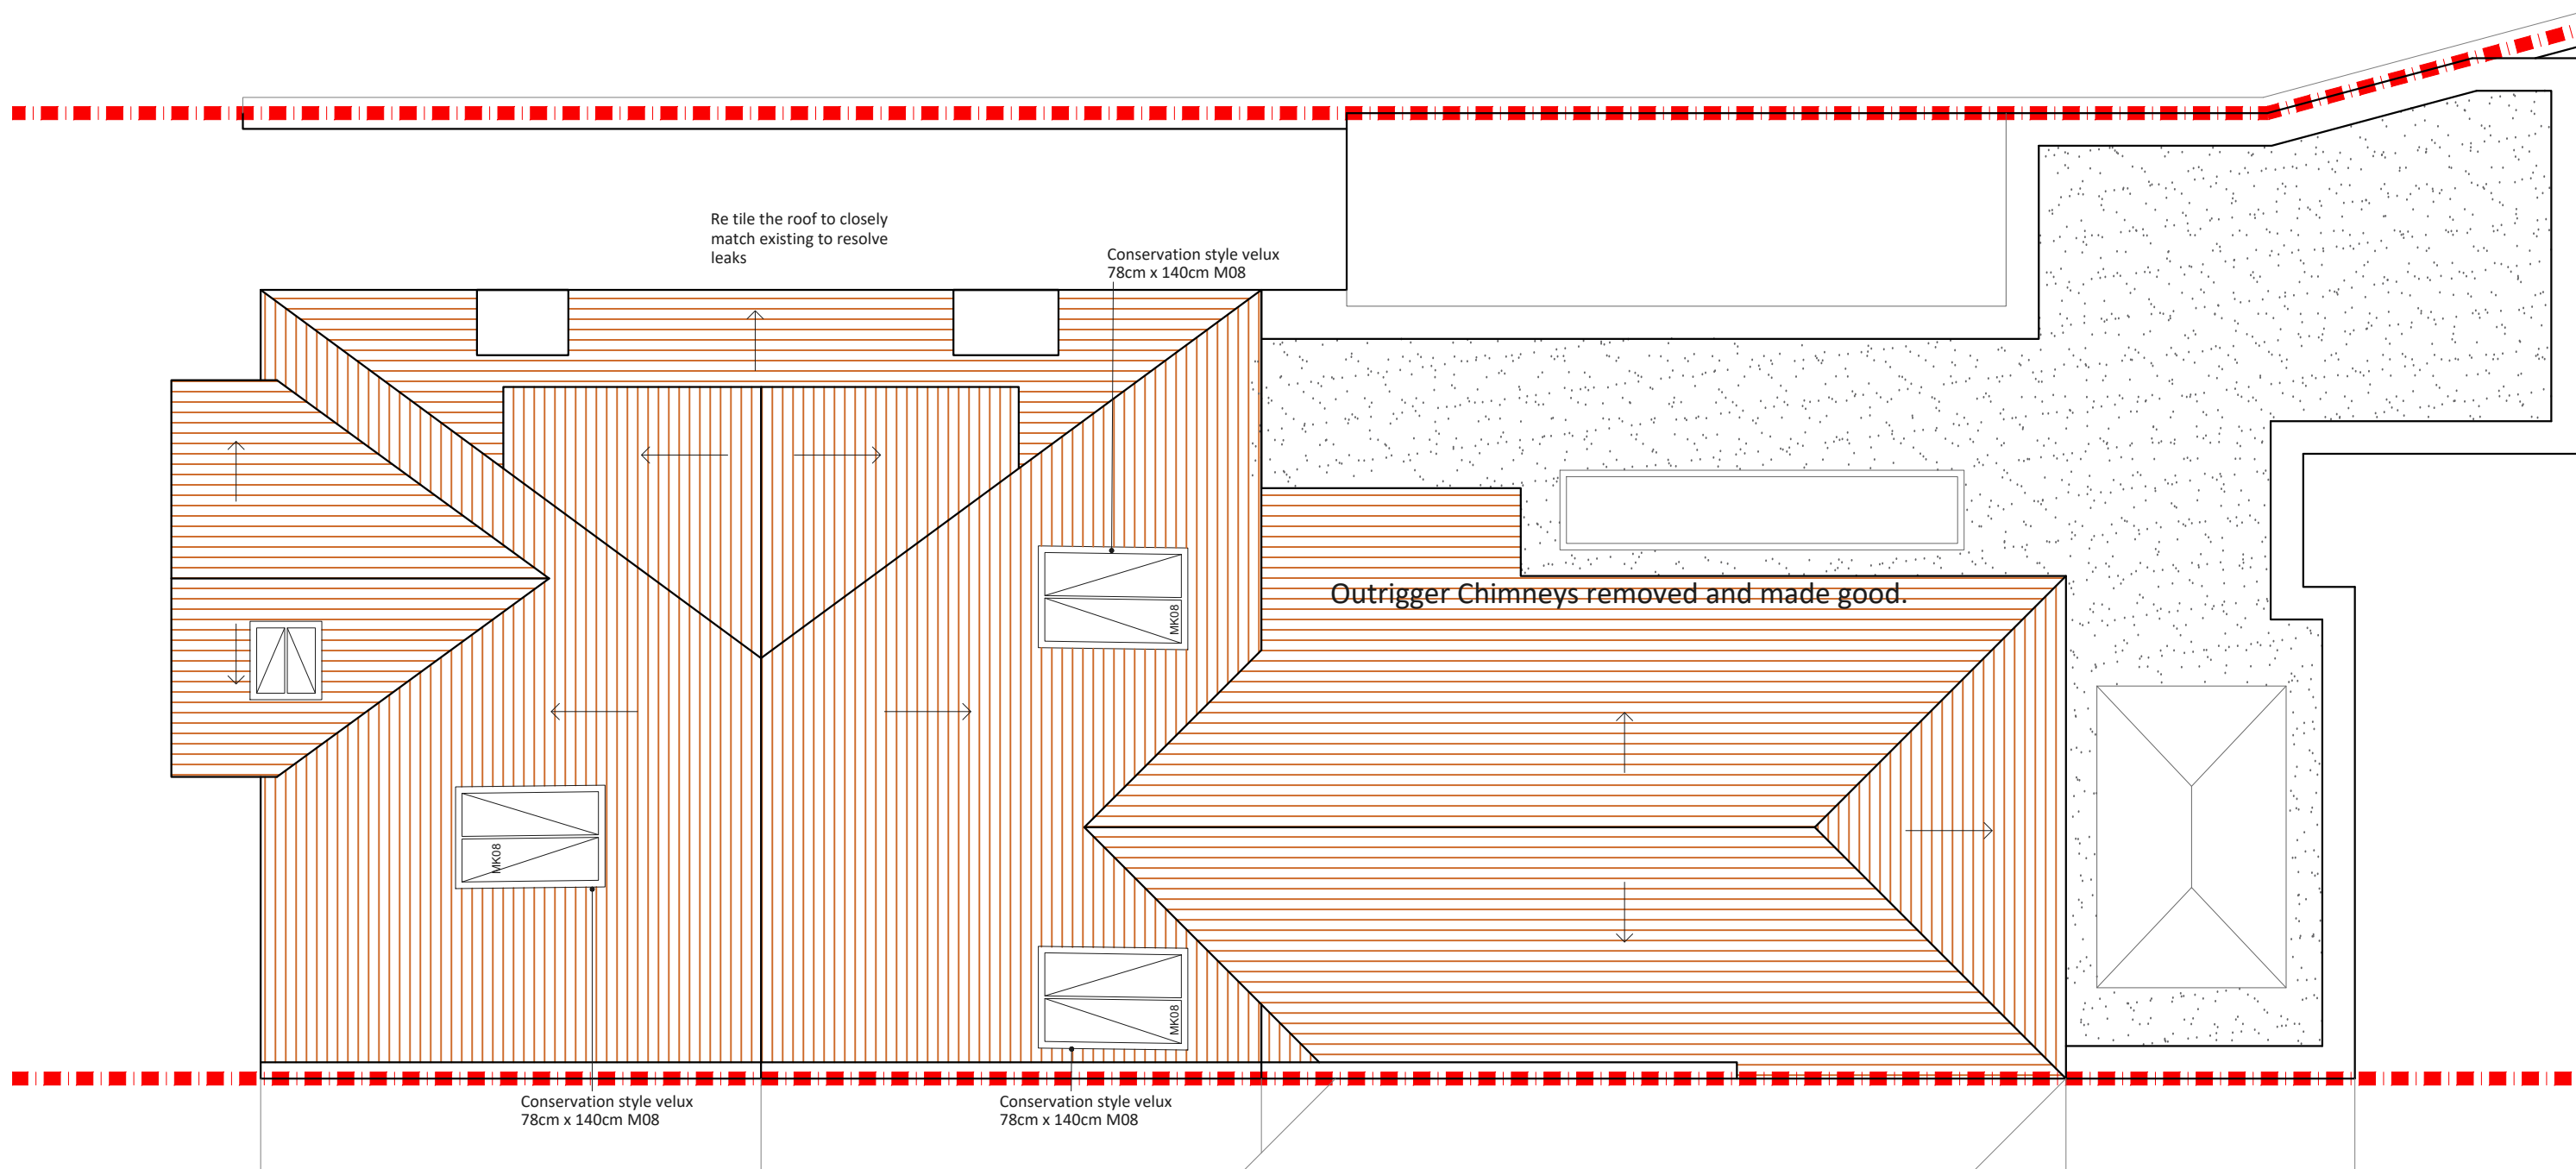 Re tile the roof to closely
match existing to resolve
leaks
Conservation style velux
78cm x 140cm M08
MK08
Outrigger Chimneys removed and made good.
MK08
MK08
Conservation style velux
78cm x 140cm M08
Conservation style velux
78cm x 140cm M08